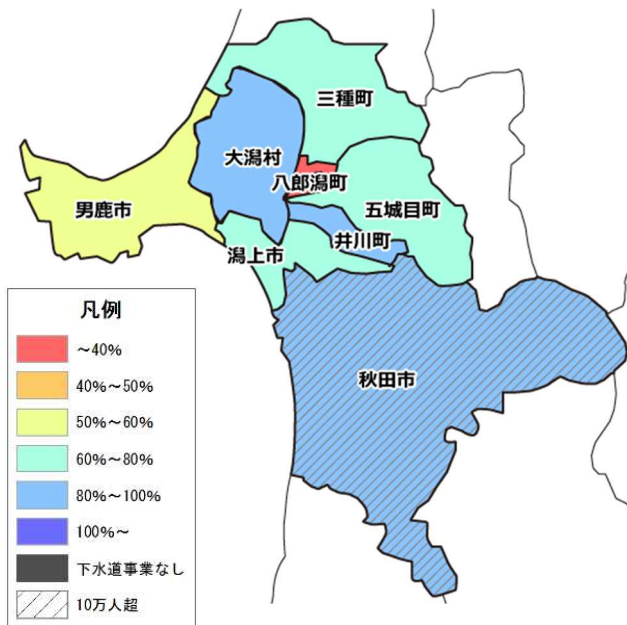 三種町
大潟村
八郎潟町
男鹿市
五城目町
井川町
潟上市
秋田市
凡例
～40%
40%～50%
50%～60%
60%～80%
80%～100%
100%～
下水道事業なし
10万人超